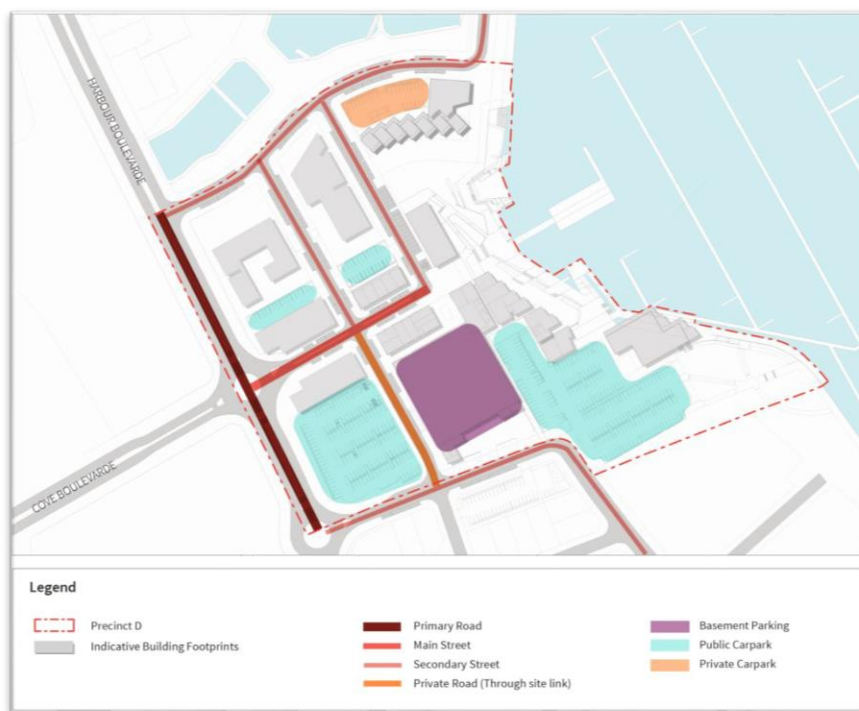 HARBOUR BOULEVARDE
COVE BOULEVARDE
Legend
Precinct D
Indicative Building Footprints
Primary Road
Main Street
Secondary Street
Private Road (Through site link)
Basement Parking
Public Carpark
Private Carpark